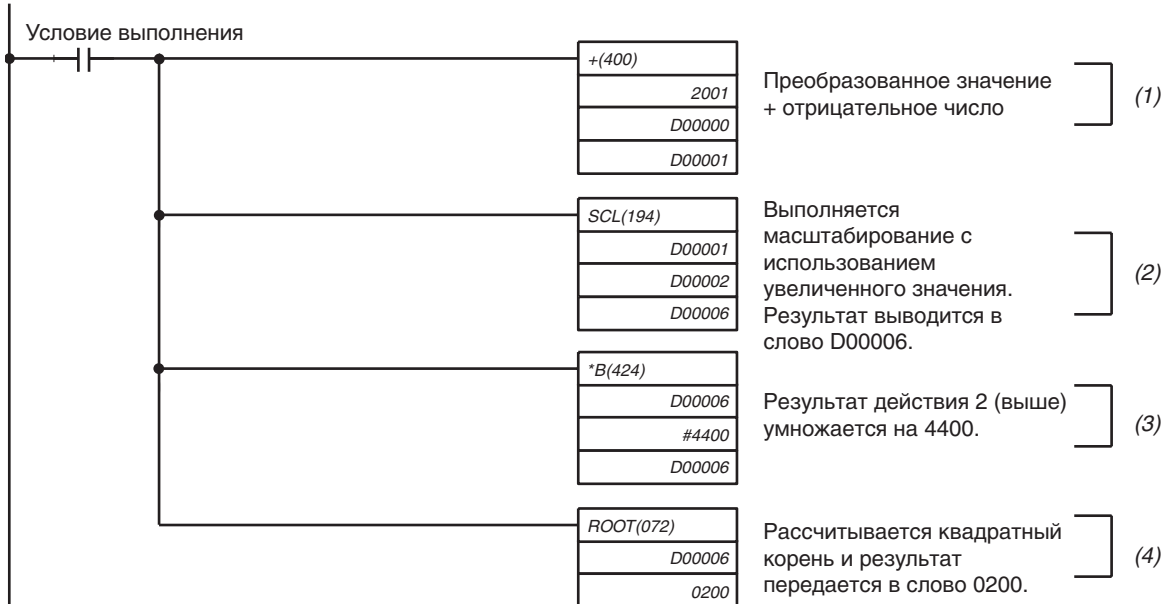 Условие выполнения
+(400)
2001
D00000
D00001
Преобразованное значение
+ отрицательное число
(1)
SCL(194)
D00001
D00002
D00006
Выполняется
масштабирование с
использованием
увеличенного значения.
Результат выводится в
слово D00006.
(2)
*B(424)
D00006
#4400
D00006
Результат действия 2 (выше)
умножается на 4400.
(3)
ROOT(072)
D00006
0200
Рассчитывается квадратный
корень и результат
передается в слово 0200.
(4)